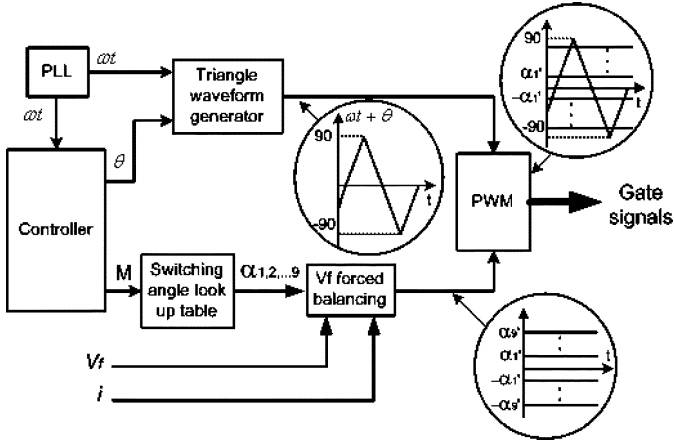 PLL
ωt
ωt
Triangle
waveform
generator
θ
Controller
M
Switching
angle look
up table
α1,2,...9
Vf forced
balancing
Vf
i
90
ωt + θ
-90
t
PWM
Gate
signals
90
α1'
-α1'
-90
t
α9'
α1'
t
-α1'
-α9'